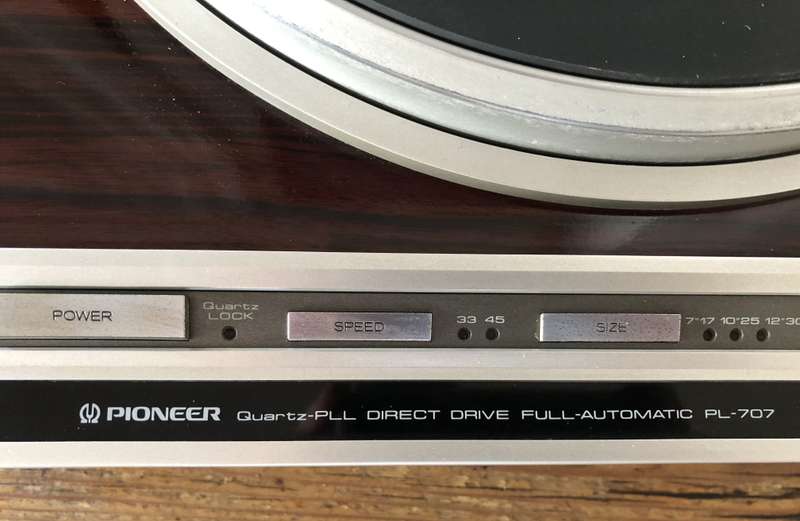 POWER
Quartz
LOCK
SPEED
33 45
SIZE
7"17 10"25 12"30
PIONEER Quartz-PLL DIRECT DRIVE FULL-AUTOMATIC PL-707